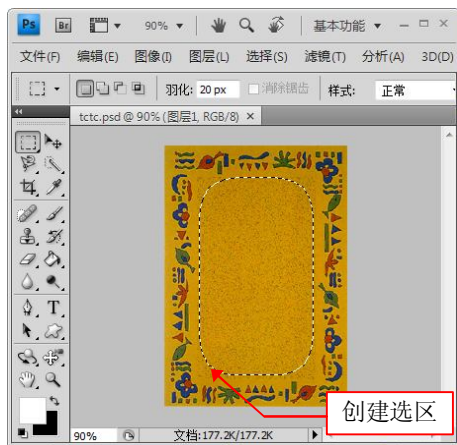 Ps Br 90% 基本功能
文件(F) 编辑(E) 图像(I) 图层(L) 选择(S) 滤镜(T) 分析(A) 3D(D)
羽化: 20 px 消除锯齿 样式: 正常
tctc.psd @ 90% (图层1, RGB/8) ×
T
创建选区
90% 文档:177.2K/177.2K